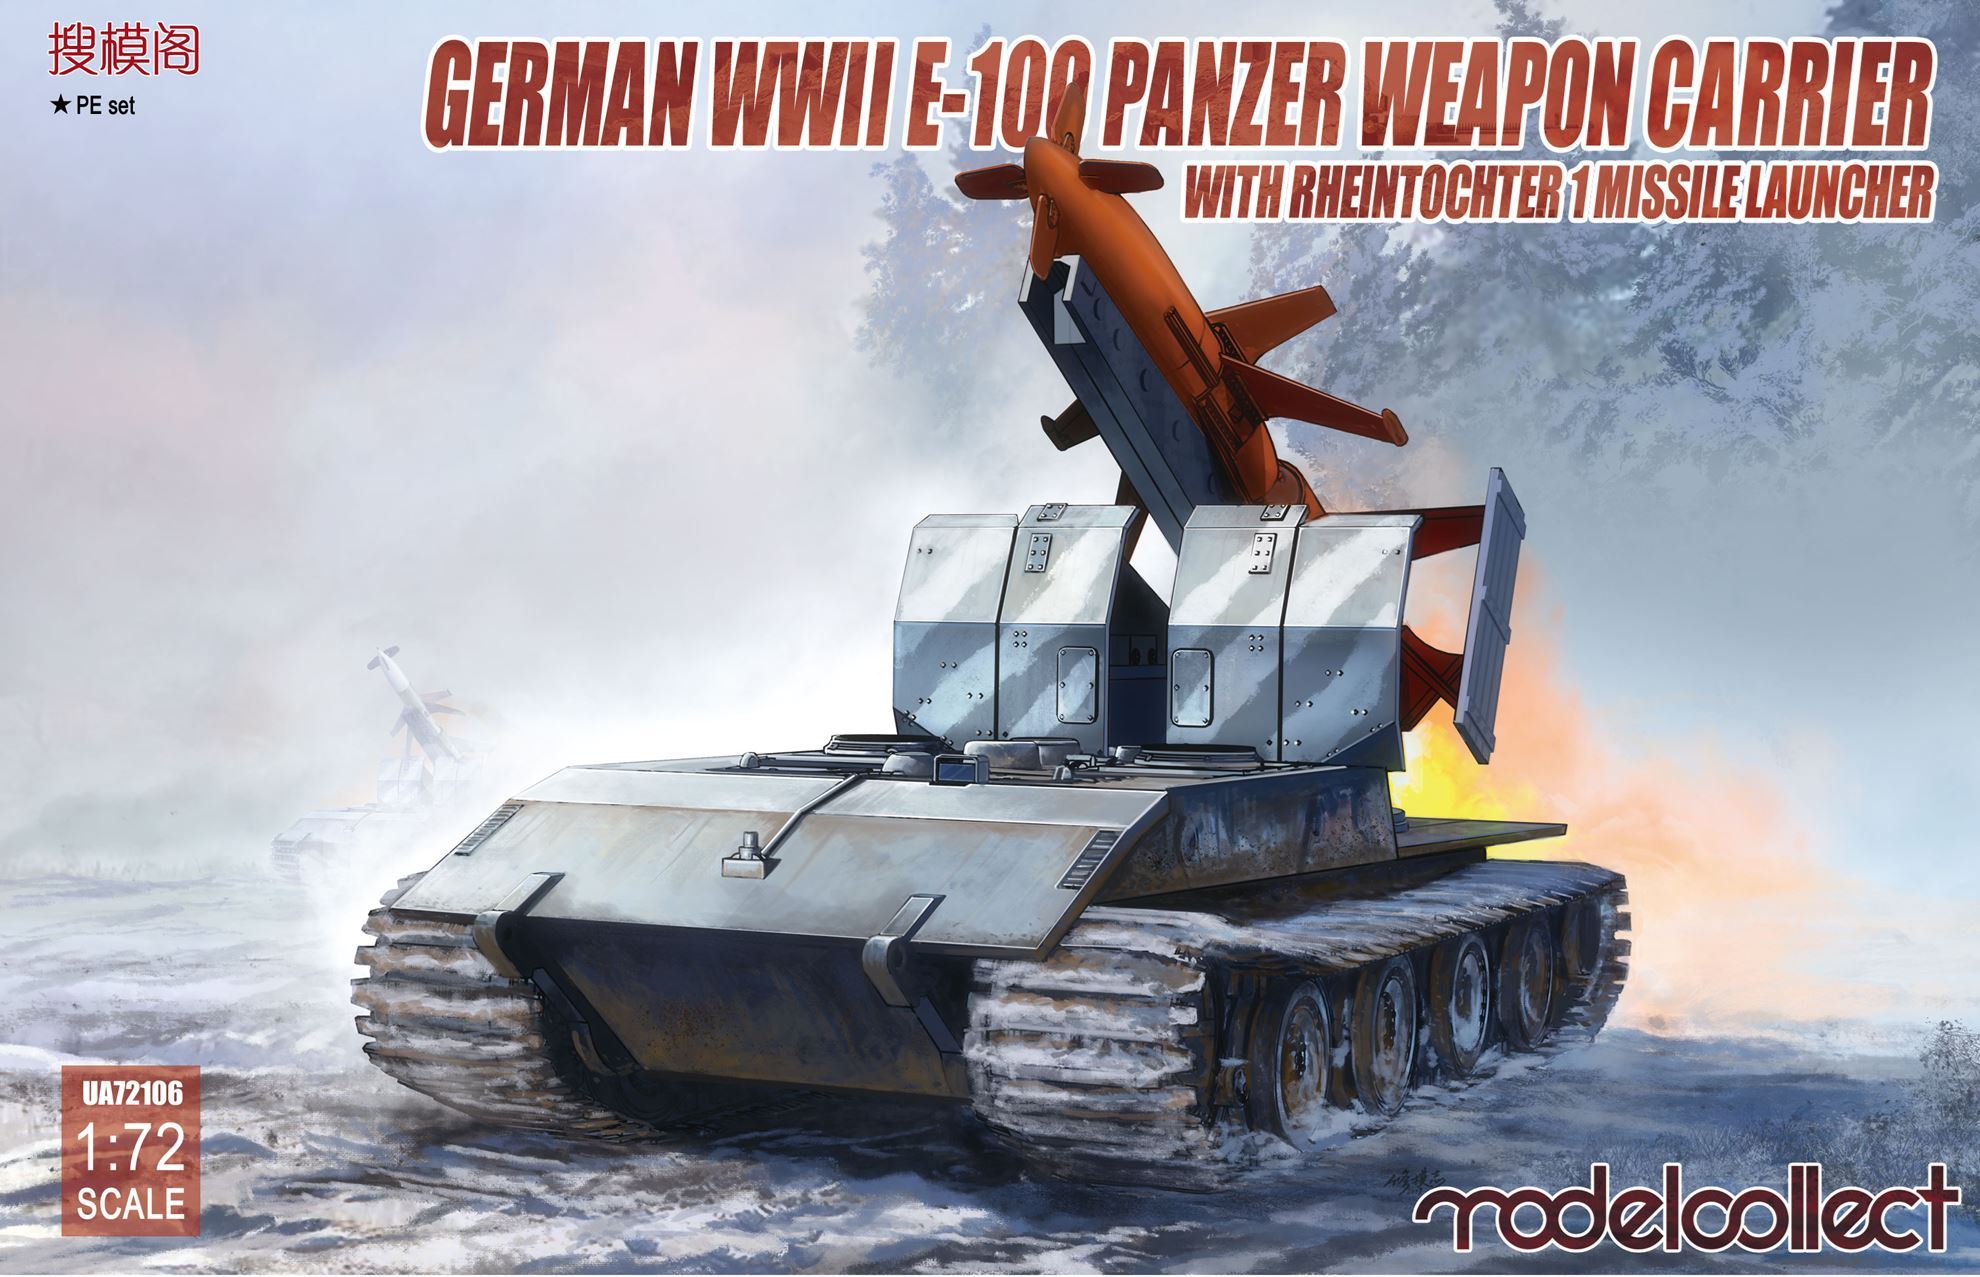 搜模阁
★ PE set
GERMAN WWII E-100 PANZER WEAPON CARRIER
WITH RHEINTOCHTER 1 MISSILE LAUNCHER
UA72106
1:72
SCALE
modelcollect